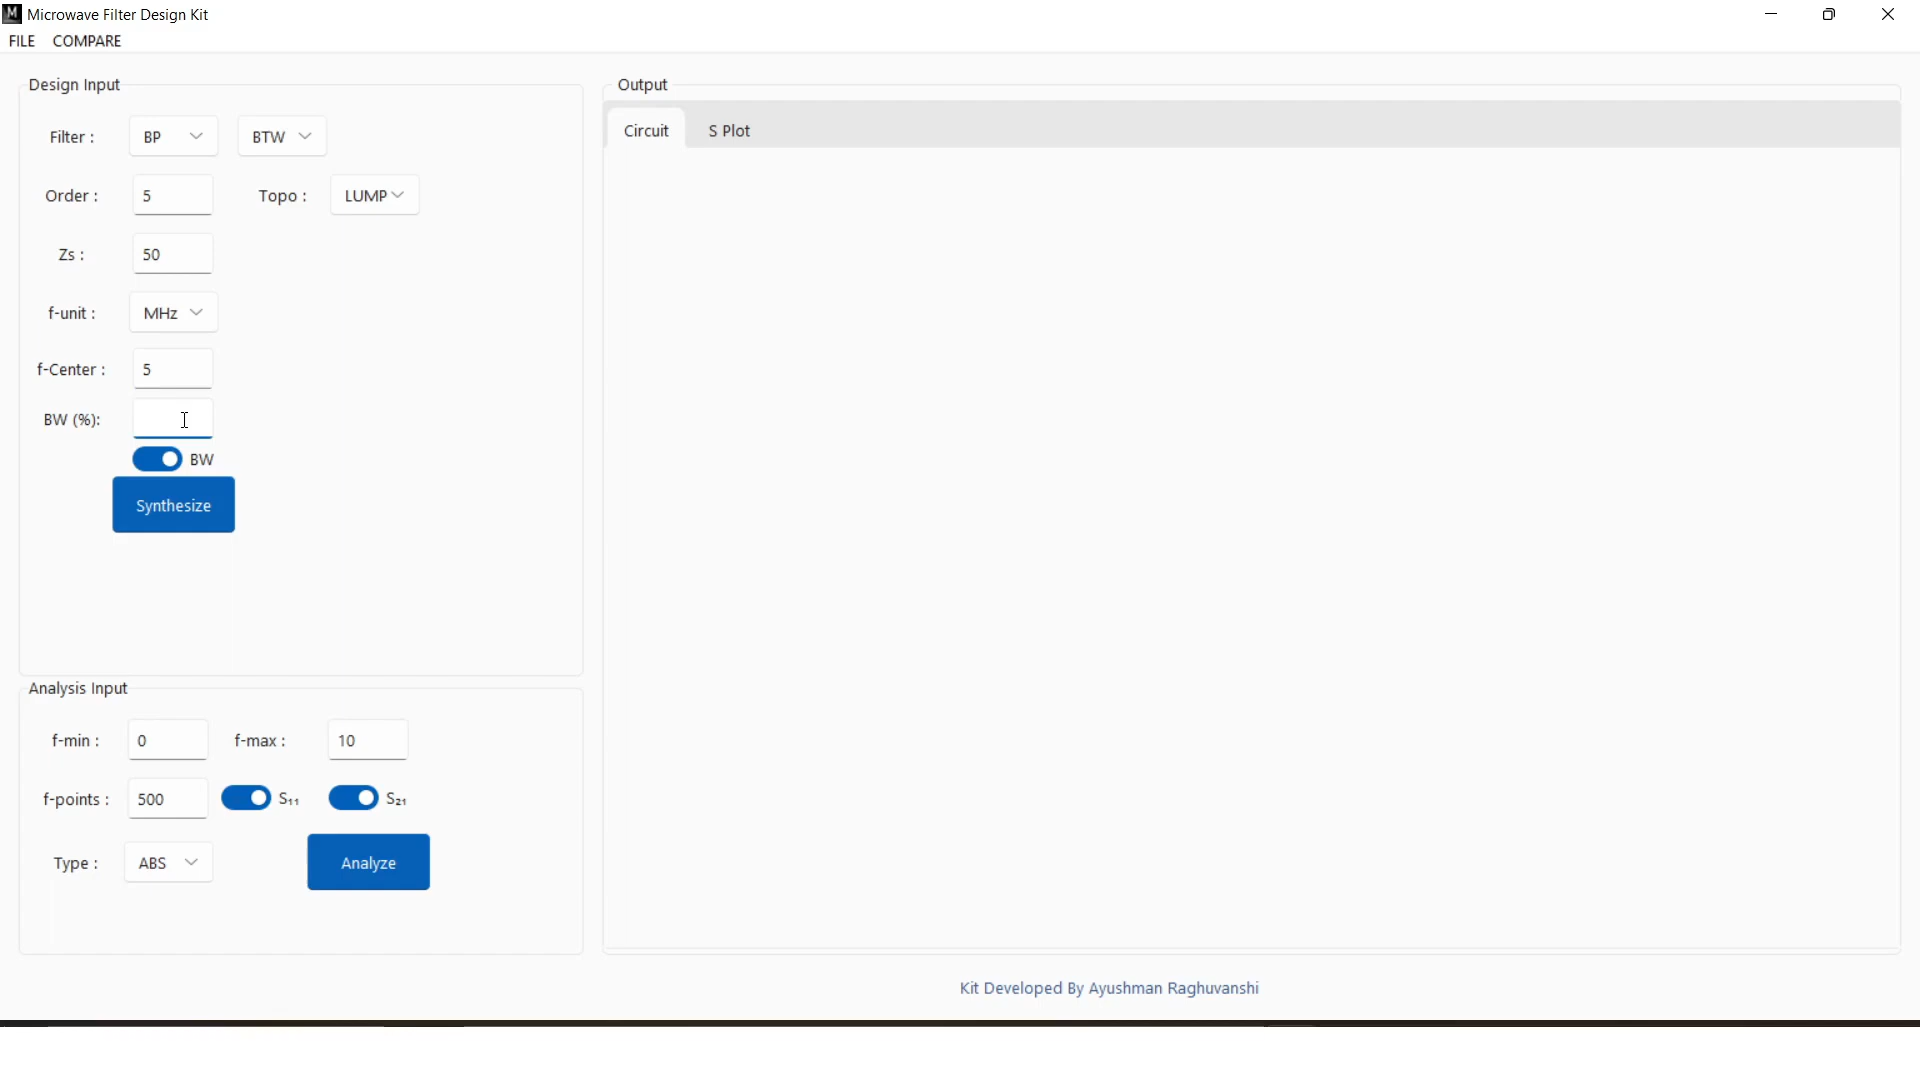 Microwave Filter Design Kit
FILE COMPARE
Design Input
Filter : BP BTW
Order : 5 Topo : LUMP
Zs : 50
f-unit : MHz
f-Center : 5
BW (%):
BW
Synthesize
Analysis Input
f-min : 0 f-max : 10
f-points : 500 S₁₁ S₂₁
Type : ABS Analyze
Output
Circuit S Plot
Kit Developed By Ayushman Raghuvanshi